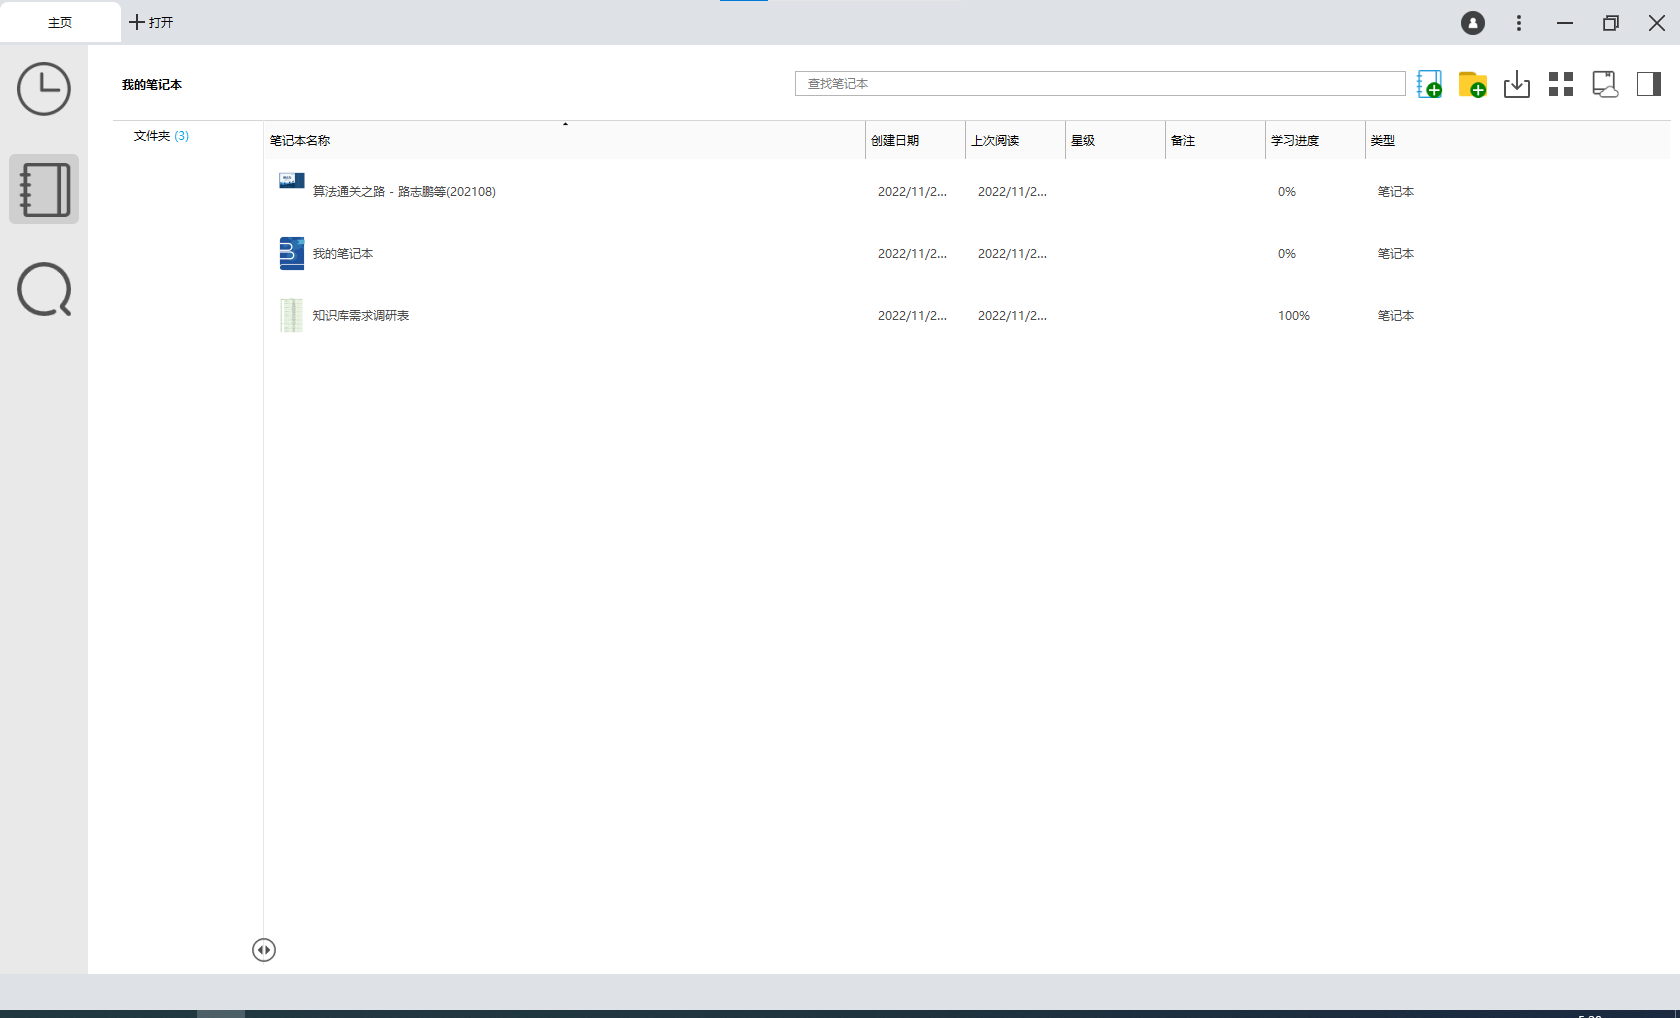 主页
打开
我的笔记本
查找笔记本
文件夹 (3)
笔记本名称 创建日期 上次阅读 星级 备注 学习进度 类型
算法通关之路 - 路志鹏等(202108) 2022/11/2... 2022/11/2... 0% 笔记本
我的笔记本 2022/11/2... 2022/11/2... 0% 笔记本
知识库需求调研表 2022/11/2... 2022/11/2... 100% 笔记本